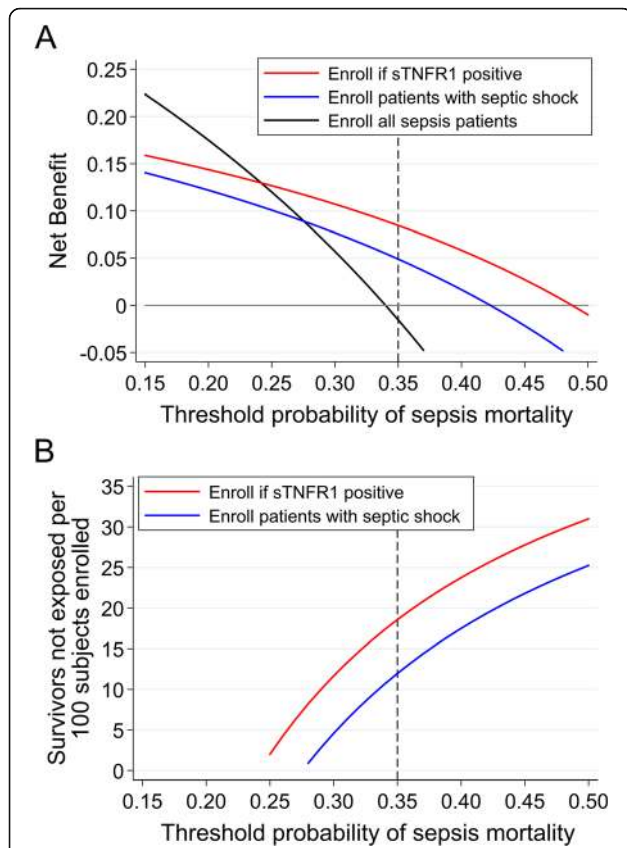 A
Enroll if sTNFR1 positive
Enroll patients with septic shock
Enroll all sepsis patients
0.25
0.20
0.15
0.10
0.05
0
-0.05
Net Benefit
0.15 0.20 0.25 0.30 0.35 0.40 0.45 0.50
Threshold probability of sepsis mortality
B
Enroll if sTNFR1 positive
Enroll patients with septic shock
35
30
25
20
15
10
5
0
Survivors not exposed per
100 subjects enrolled
0.15 0.20 0.25 0.30 0.35 0.40 0.45 0.50
Threshold probability of sepsis mortality